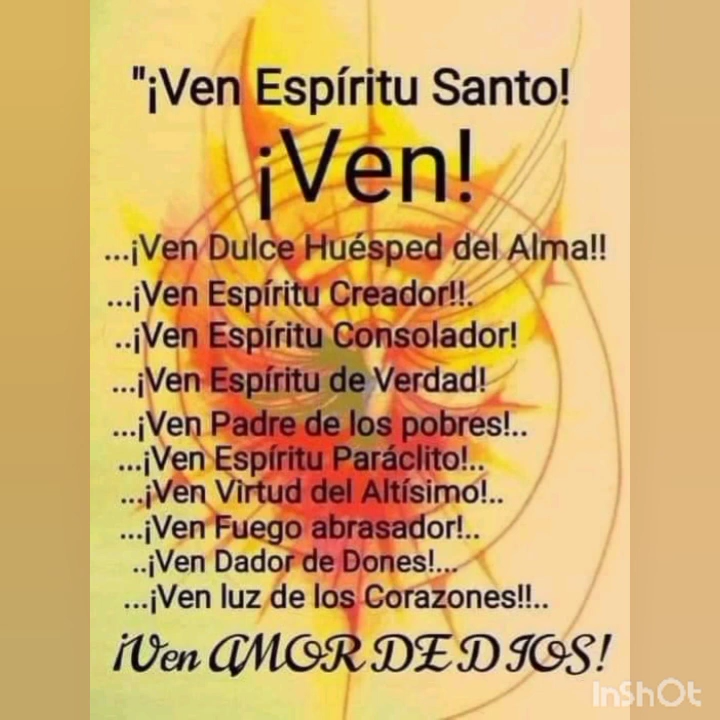 "¡Ven Espíritu Santo!
¡Ven!
...¡Ven Dulce Huésped del Alma!!
...¡Ven Espíritu Creador!!.
..¡Ven Espíritu Consolador!
...¡Ven Espíritu de Verdad!
...¡Ven Padre de los pobres!..
...¡Ven Espíritu Paráclito!..
...¡Ven Virtud del Altísimo!..
...¡Ven Fuego abrasador!..
..¡Ven Dador de Dones!...
...¡Ven luz de los Corazones!!..
¡Ven AMOR DE DIOS!
InShOt